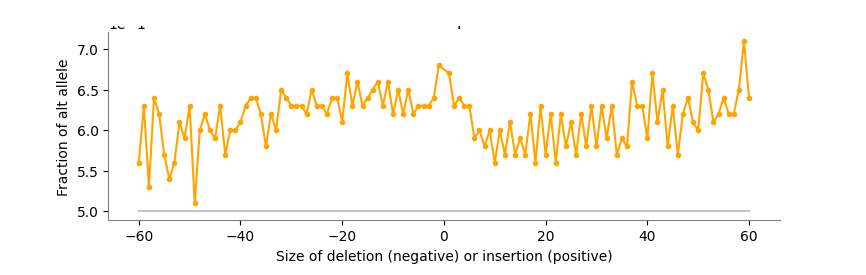 7.0
6.5
6.0
5.5
5.0
Fraction of alt allele
−60 −40 −20 0 20 40 60
Size of deletion (negative) or insertion (positive)